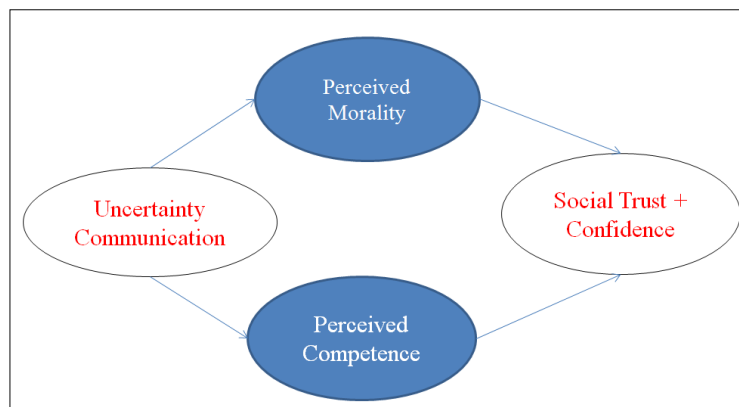 Perceived
Morality
Uncertainty
Communication
Social Trust +
Confidence
Perceived
Competence